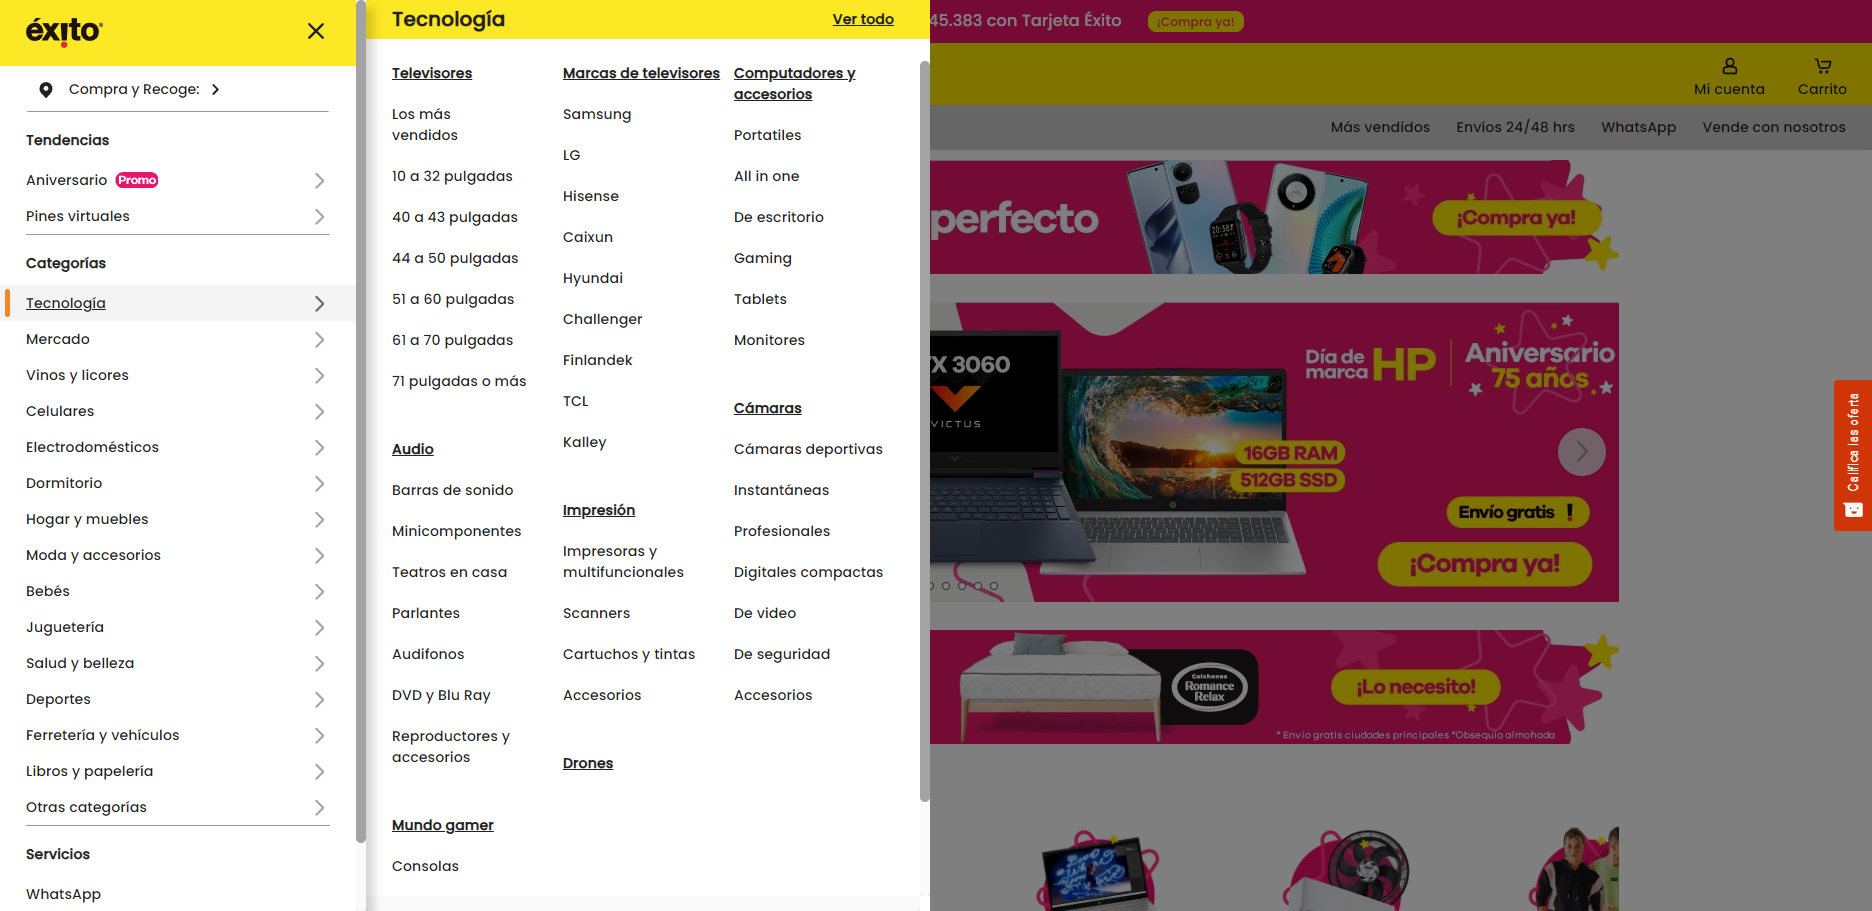 éxito
Compra y Recoge:
Tendencias
Aniversario Promo
Pines virtuales
Categorías
Tecnología
Mercado
Vinos y licores
Celulares
Electrodomésticos
Dormitorio
Hogar y muebles
Moda y accesorios
Bebés
Juguetería
Salud y belleza
Deportes
Ferretería y vehículos
Libros y papelería
Otras categorías
Servicios
WhatsApp
Tecnología
Ver todo
Televisores
Los más
vendidos
10 a 32 pulgadas
40 a 43 pulgadas
44 a 50 pulgadas
51 a 60 pulgadas
61 a 70 pulgadas
71 pulgadas o más
Audio
Barras de sonido
Minicomponentes
Teatros en casa
Parlantes
Audifonos
DVD y Blu Ray
Reproductores y
accesorios
Mundo gamer
Consolas
Marcas de televisores
Samsung
LG
Hisense
Caixun
Hyundai
Challenger
Finlandek
TCL
Kalley
Impresión
Impresoras y
multifuncionales
Scanners
Cartuchos y tintas
Accesorios
Drones
Computadores y
accesorios
Portatiles
All in one
De escritorio
Gaming
Tablets
Monitores
Cámaras
Cámaras deportivas
Instantáneas
Profesionales
Digitales compactas
De video
De seguridad
Accesorios
45.383 con Tarjeta Éxito
¡Compra ya!
Mi cuenta
Carrito
Más vendidos
Envíos 24/48 hrs
WhatsApp
Vende con nosotros
perfecto
20:38
¡Compra ya!
X 3060
VICTUS
Día de
marca
HP
Aniversario
75 años
16GB RAM
512GB SSD
Envío gratis !
¡Compra ya!
Colchones
Romance
Relax
¡Lo necesito!
* Envío gratis ciudades principales *Obsequio almohada
Califica las oferta